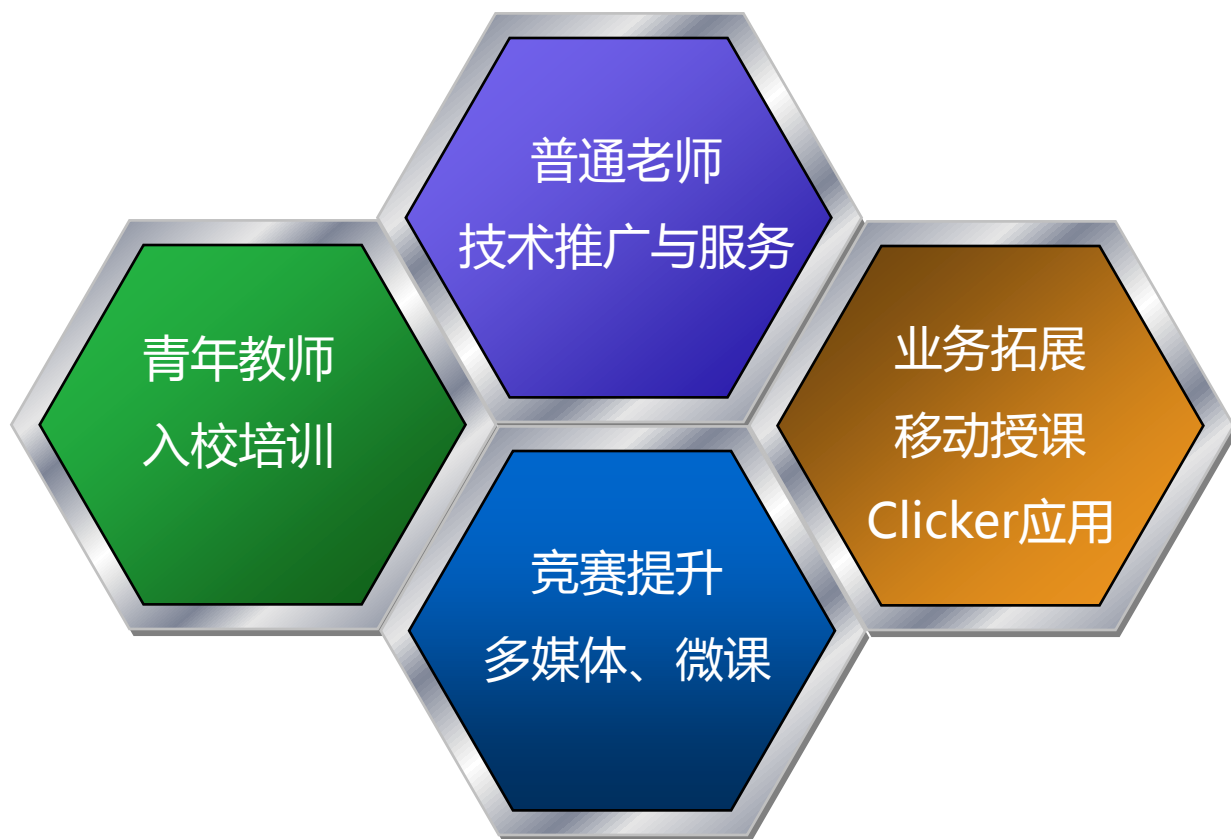 普通老师
技术推广与服务
青年教师
入校培训
业务拓展
移动授课
Clicker应用
竞赛提升
多媒体、微课